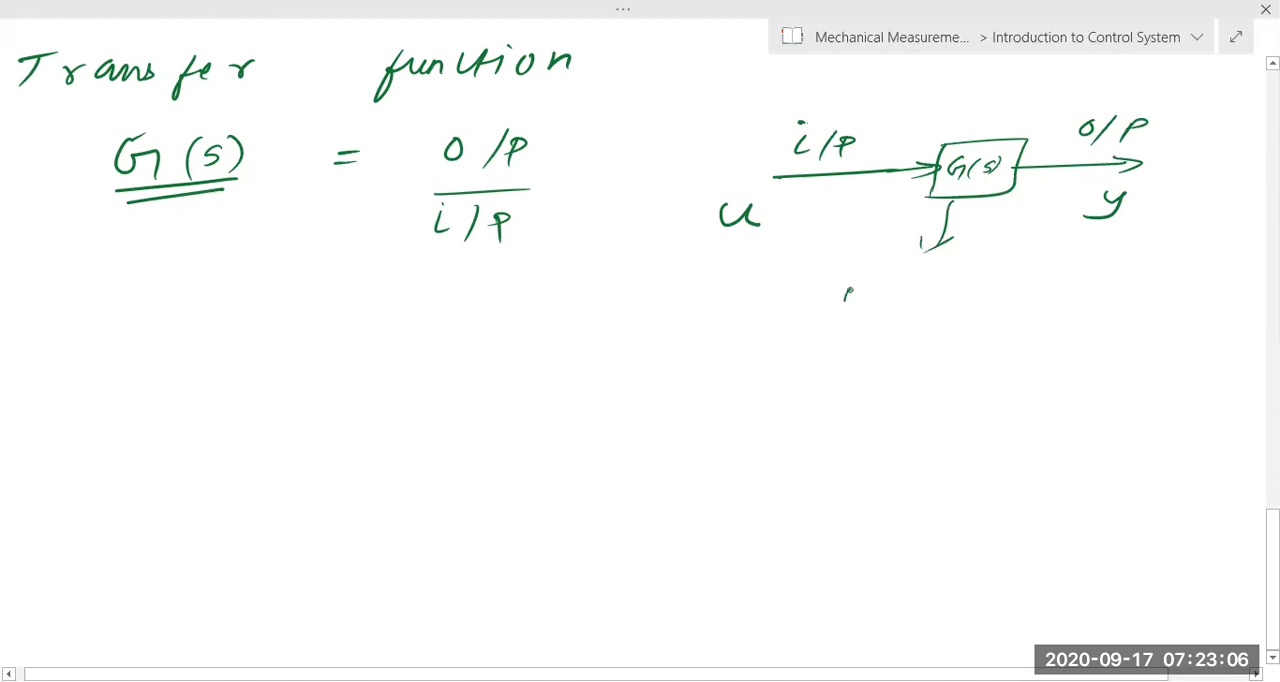 Mechanical Measureme... > Introduction to Control System
Transfer function
G(s) = o/p
i/p
i/p
G(s)
o/p
u
y
2020-09-17 07:23:06